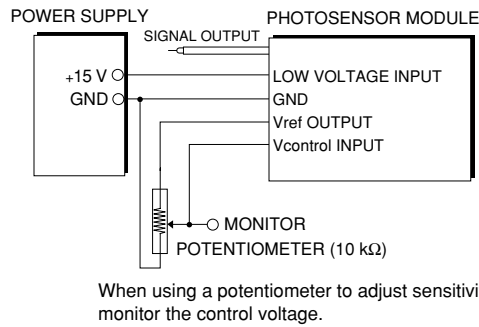 POWER SUPPLY
PHOTOSENSOR MODULE
SIGNAL OUTPUT
+15 V
LOW VOLTAGE INPUT
GND
GND
Vref OUTPUT
Vcontrol INPUT
MONITOR
POTENTIOMETER (10 kΩ)
When using a potentiometer to adjust sensitivi
monitor the control voltage.